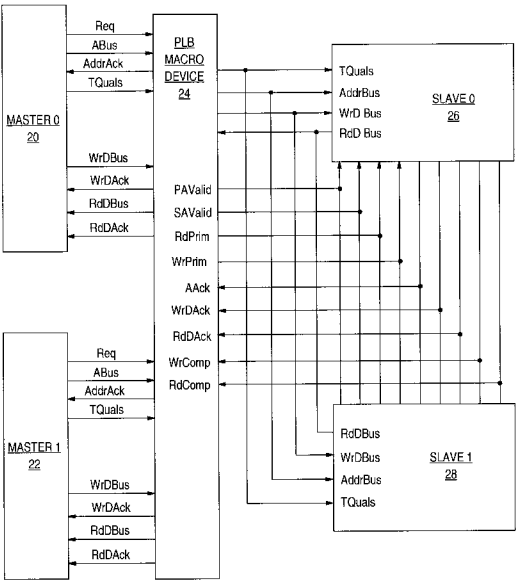 MASTER 0
20
Req
ABus
AddrAck
TQuals
WrDBus
WrDAck
RdDBus
RdDAck
PLB
MACRO
DEVICE
24
PAValid
SAValid
RdPrim
WrPrim
AAck
WrDAck
RdDAck
WrComp
RdComp
TQuals
AddrBus
WrD Bus
RdD Bus
SLAVE 0
26
MASTER 1
22
Req
ABus
AddrAck
TQuals
WrDBus
WrDAck
RdDBus
RdDAck
RdDBus
WrDBus
AddrBus
TQuals
SLAVE 1
28